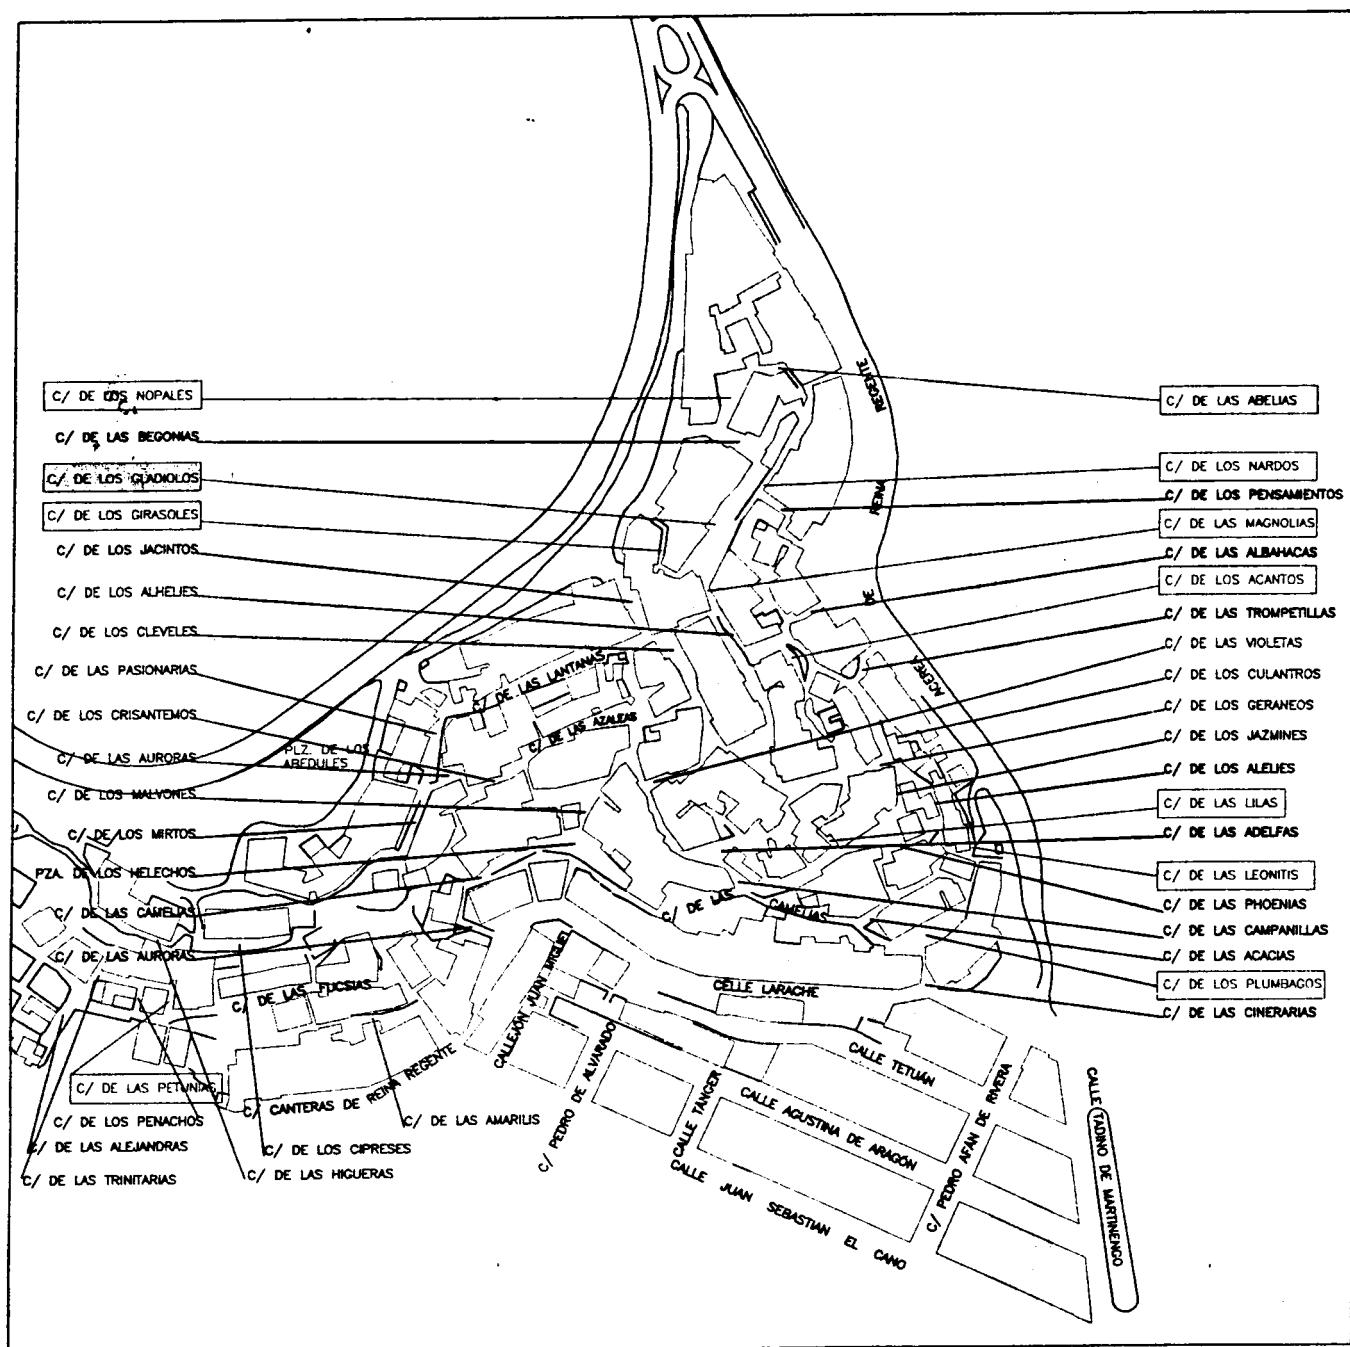 C/ DE LOS NOPALES
C/ DE LAS BEGONIAS
C/ DE LOS GLADIOLOS
C/ DE LOS GIRASOLES
C/ DE LOS JACINTOS
C/ DE LOS ALHELIES
C/ DE LOS CLEVELES
C/ DE LAS PASIONARIAS
C/ DE LOS CRISANTEMOS
C/ DE LAS AURORAS
C/ DE LOS MALVONES
C/ DE LOS MIRTOS
PZA. DE LOS HELECHOS
C/ DE LAS CAMELIAS
C/ DE LAS AURORAS
C/ DE LAS PETUNIAS
C/ DE LOS PENACHOS
C/ DE LAS ALEJANDRAS
C/ DE LAS TRINITARIAS
C/ DE LOS CIPRESES
C/ DE LAS HIGUERAS
C/ DE LAS AMARILIS
PLZ. DE LOS
ABEDULES
C/ DE LAS LANTANAS
C/ DE LAS AZALEAS
C/ DE LAS CAMELIAS
C/ DE LAS FUCSIAS
C/ CANTERAS DE REINA REGENTE
CALLEJÓN JUAN MIGUEL
C/ PEDRO DE ALVARADO
CELLE LARACHE
CALLE TETUÁN
CALLE TÁNGER
CALLE AGUSTINA DE ARAGÓN
CALLE JUAN SEBASTIAN EL CANO
C/ PEDRO AFÁN DE RIVERA
CALLE TADINO DE MARTINENGO
ACEREA DE REINA REGENTE
C/ DE LAS ABELIAS
C/ DE LOS NARDOS
C/ DE LOS PENSAMIENTOS
C/ DE LAS MAGNOLIAS
C/ DE LAS ALBAHACAS
C/ DE LOS ACANTOS
C/ DE LAS TROMPETILLAS
C/ DE LAS VIOLETAS
C/ DE LOS CULANTROS
C/ DE LOS GERANEOS
C/ DE LOS JAZMINES
C/ DE LOS ALELIES
C/ DE LAS LILAS
C/ DE LAS ADELFAS
C/ DE LAS LEONITIS
C/ DE LAS PHOENIAS
C/ DE LAS CAMPANILLAS
C/ DE LAS ACACIAS
C/ DE LOS PLUMBAGOS
C/ DE LAS CINERARIAS